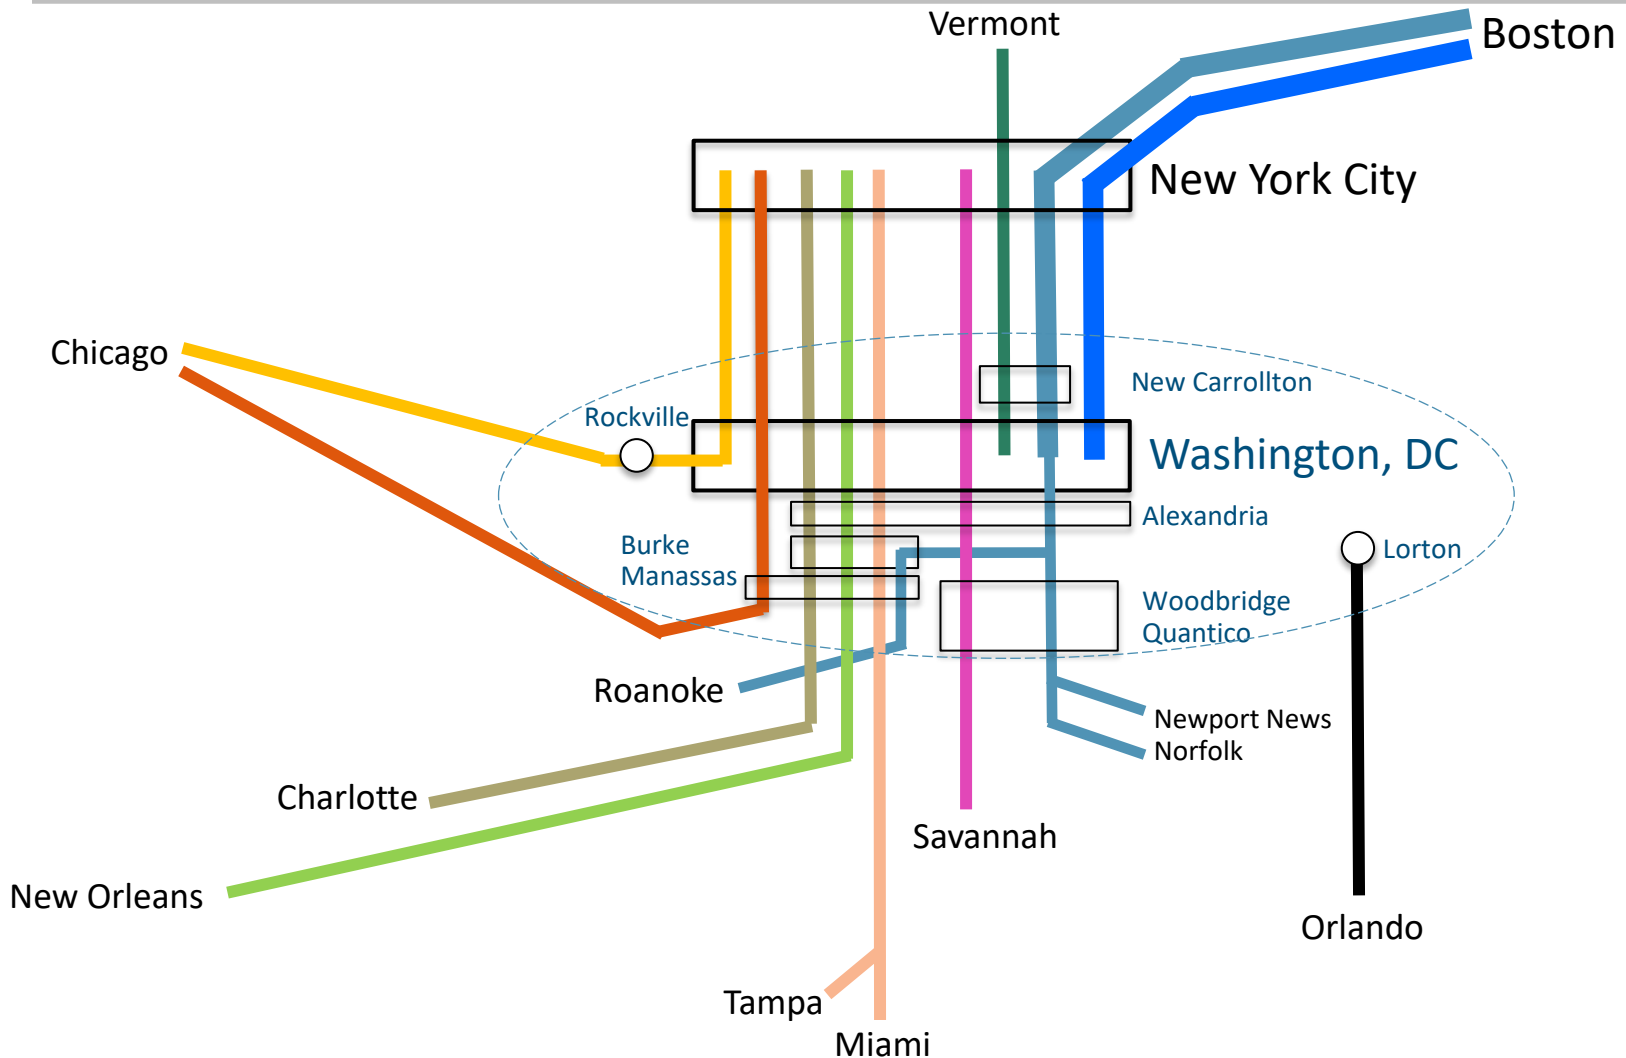 Vermont
Boston
New York City
Chicago
New Carrollton
Rockville
Washington, DC
Alexandria
Burke
Manassas
Lorton
Woodbridge
Quantico
Roanoke
Newport News
Norfolk
Charlotte
Savannah
New Orleans
Orlando
Tampa
Miami